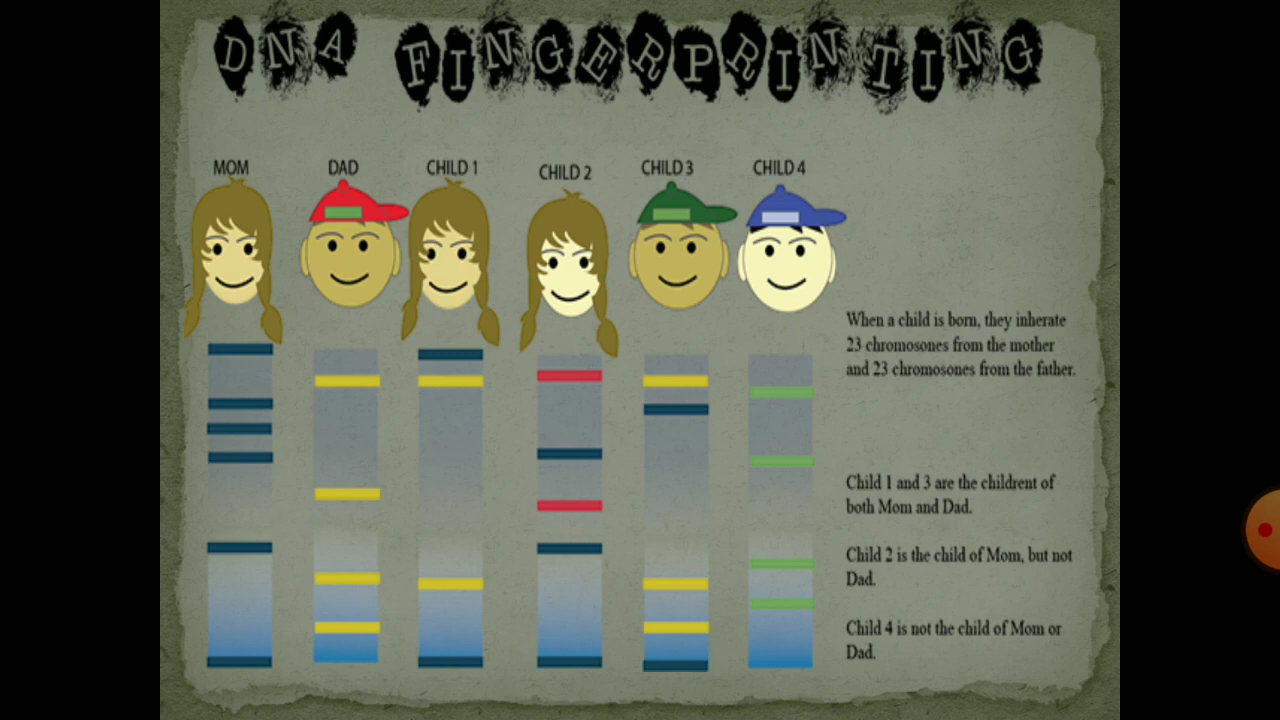 DNA FINGERPRINTING
MOM DAD CHILD 1 CHILD 2 CHILD 3 CHILD 4
When a child is born, they inherate
23 chromosones from the mother
and 23 chromosones from the father.
Child 1 and 3 are the childrent of
both Mom and Dad.
Child 2 is the child of Mom, but not
Dad.
Child 4 is not the child of Mom or
Dad.